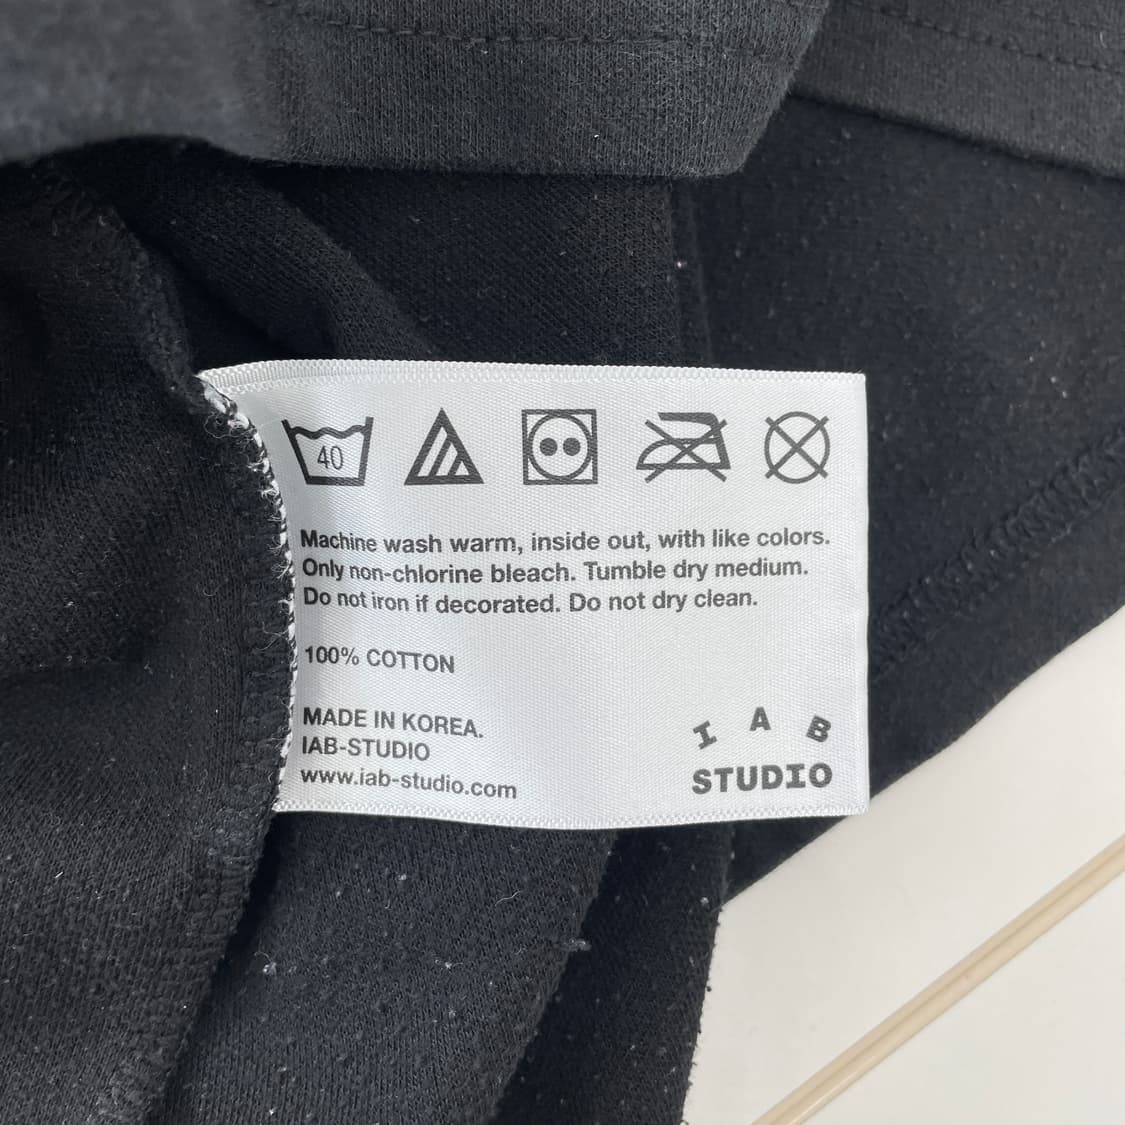 40
Machine wash warm, inside out, with like colors.
Only non-chlorine bleach. Tumble dry medium.
Do not iron if decorated. Do not dry clean.
100% COTTON
MADE IN KOREA.
IAB-STUDIO
www.iab-studio.com
I A B
STUDIO